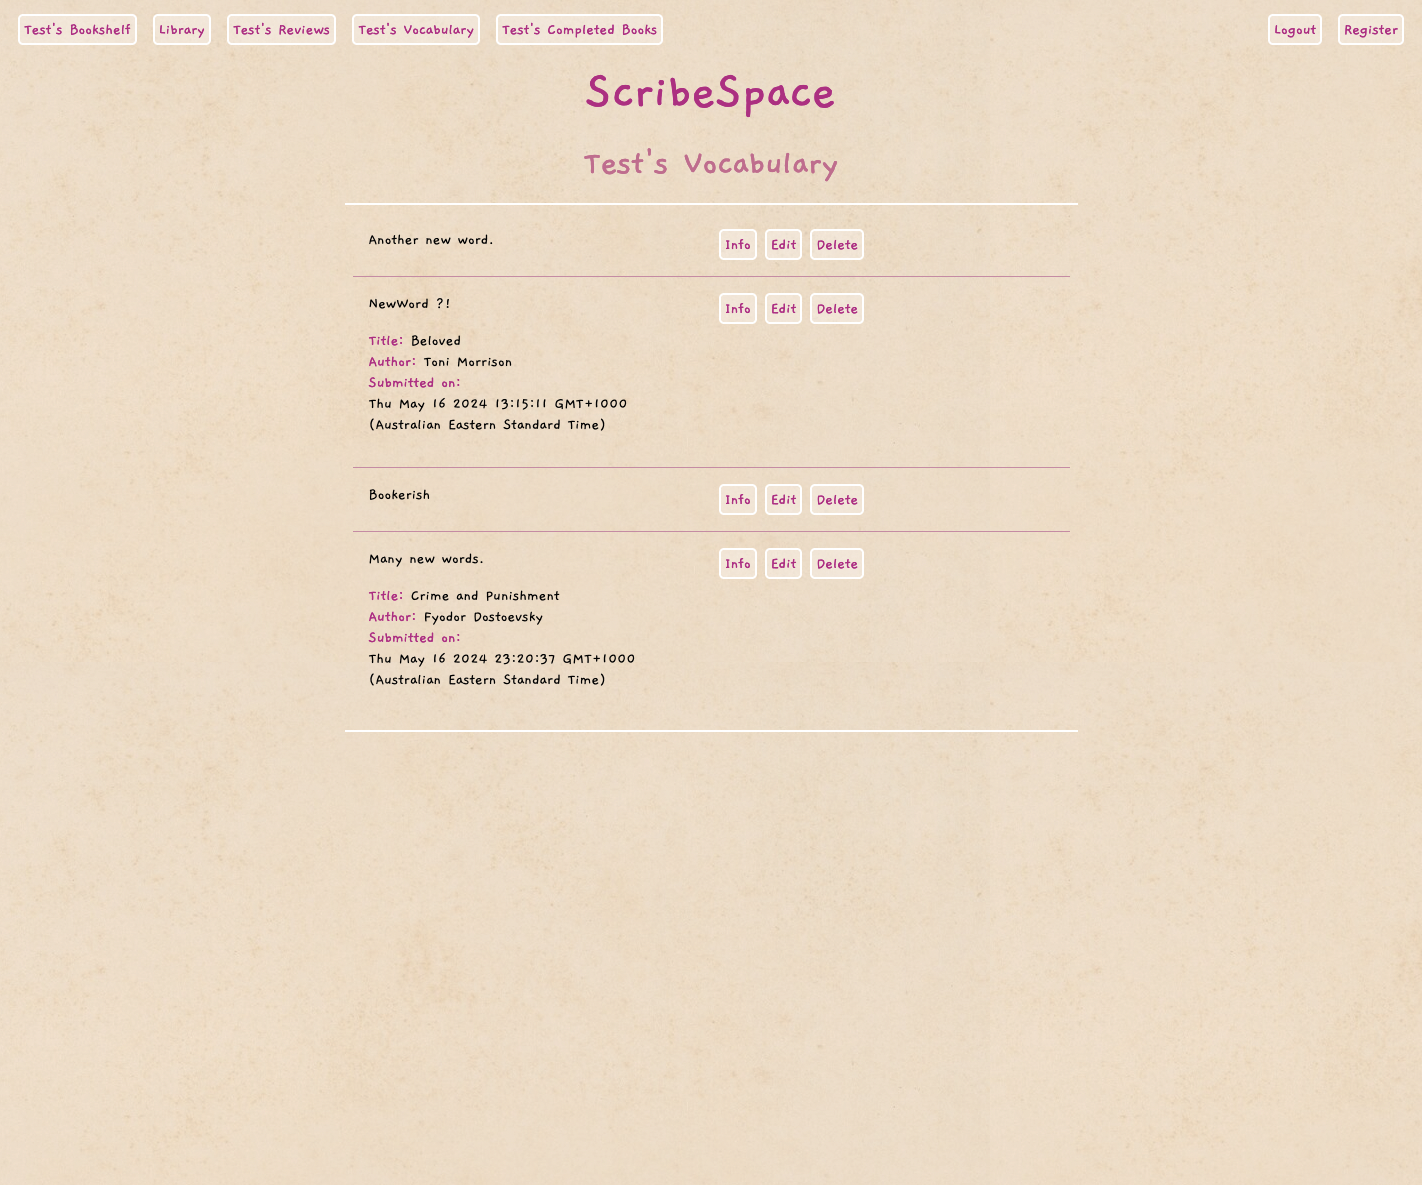 Test's Bookshelf Library Test's Reviews Test's Vocabulary Test's Completed Books Logout Register
ScribeSpace
Test's Vocabulary
Another new word. Info Edit Delete
NewWord ?! Info Edit Delete
Title: Beloved
Author: Toni Morrison
Submitted on:
Thu May 16 2024 13:15:11 GMT+1000
(Australian Eastern Standard Time)
Bookerish Info Edit Delete
Many new words. Info Edit Delete
Title: Crime and Punishment
Author: Fyodor Dostoevsky
Submitted on:
Thu May 16 2024 23:20:37 GMT+1000
(Australian Eastern Standard Time)